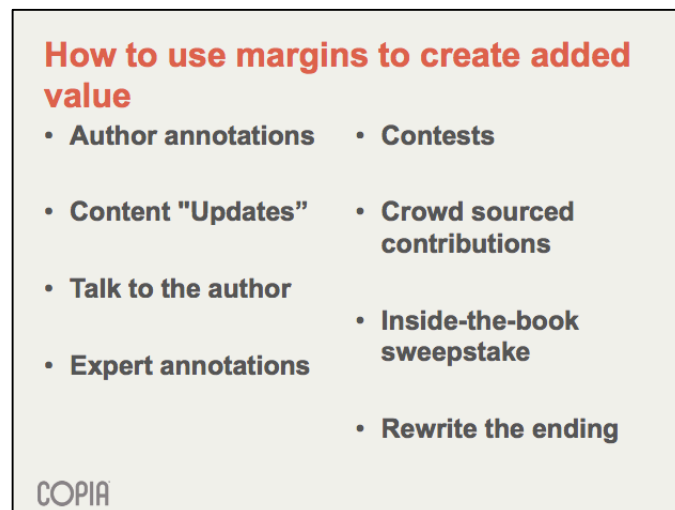 How to use margins to create added
value
• Author annotations
• Content "Updates”
• Talk to the author
• Expert annotations
• Contests
• Crowd sourced
contributions
• Inside-the-book
sweepstake
• Rewrite the ending
COPIA